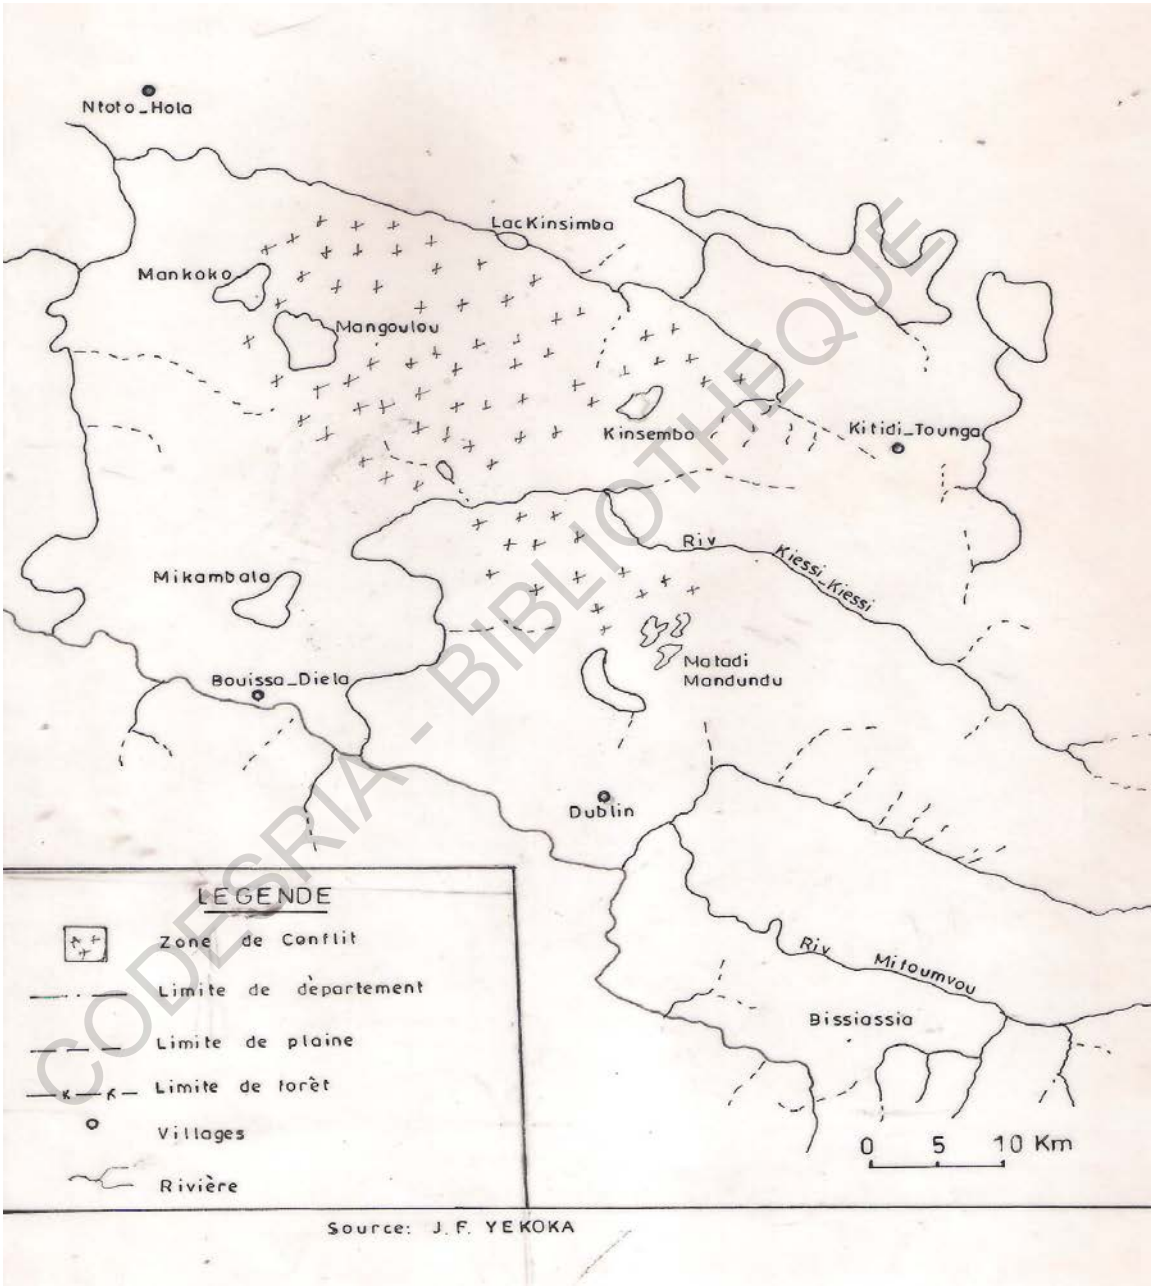 Ntoto_Hola
Lac Kinsimba
Mankoko
Mangoulou
Kinsembo
Kitidi_Tounga
Riv Kiessi_Kiessi
Mikambala
Matadi
Mandundu
Bouissa_Diela
Dublin
Riv Mitoumvou
Bissiassia
0 5 10 Km
LEGENDE
Zone de Conflit
Limite de dèpartement
Limite de plaine
Limite de forêt
Villages
Rivière
Source: J.F. YEKOKA
CODESRIA - BIBLIOTHEQUE